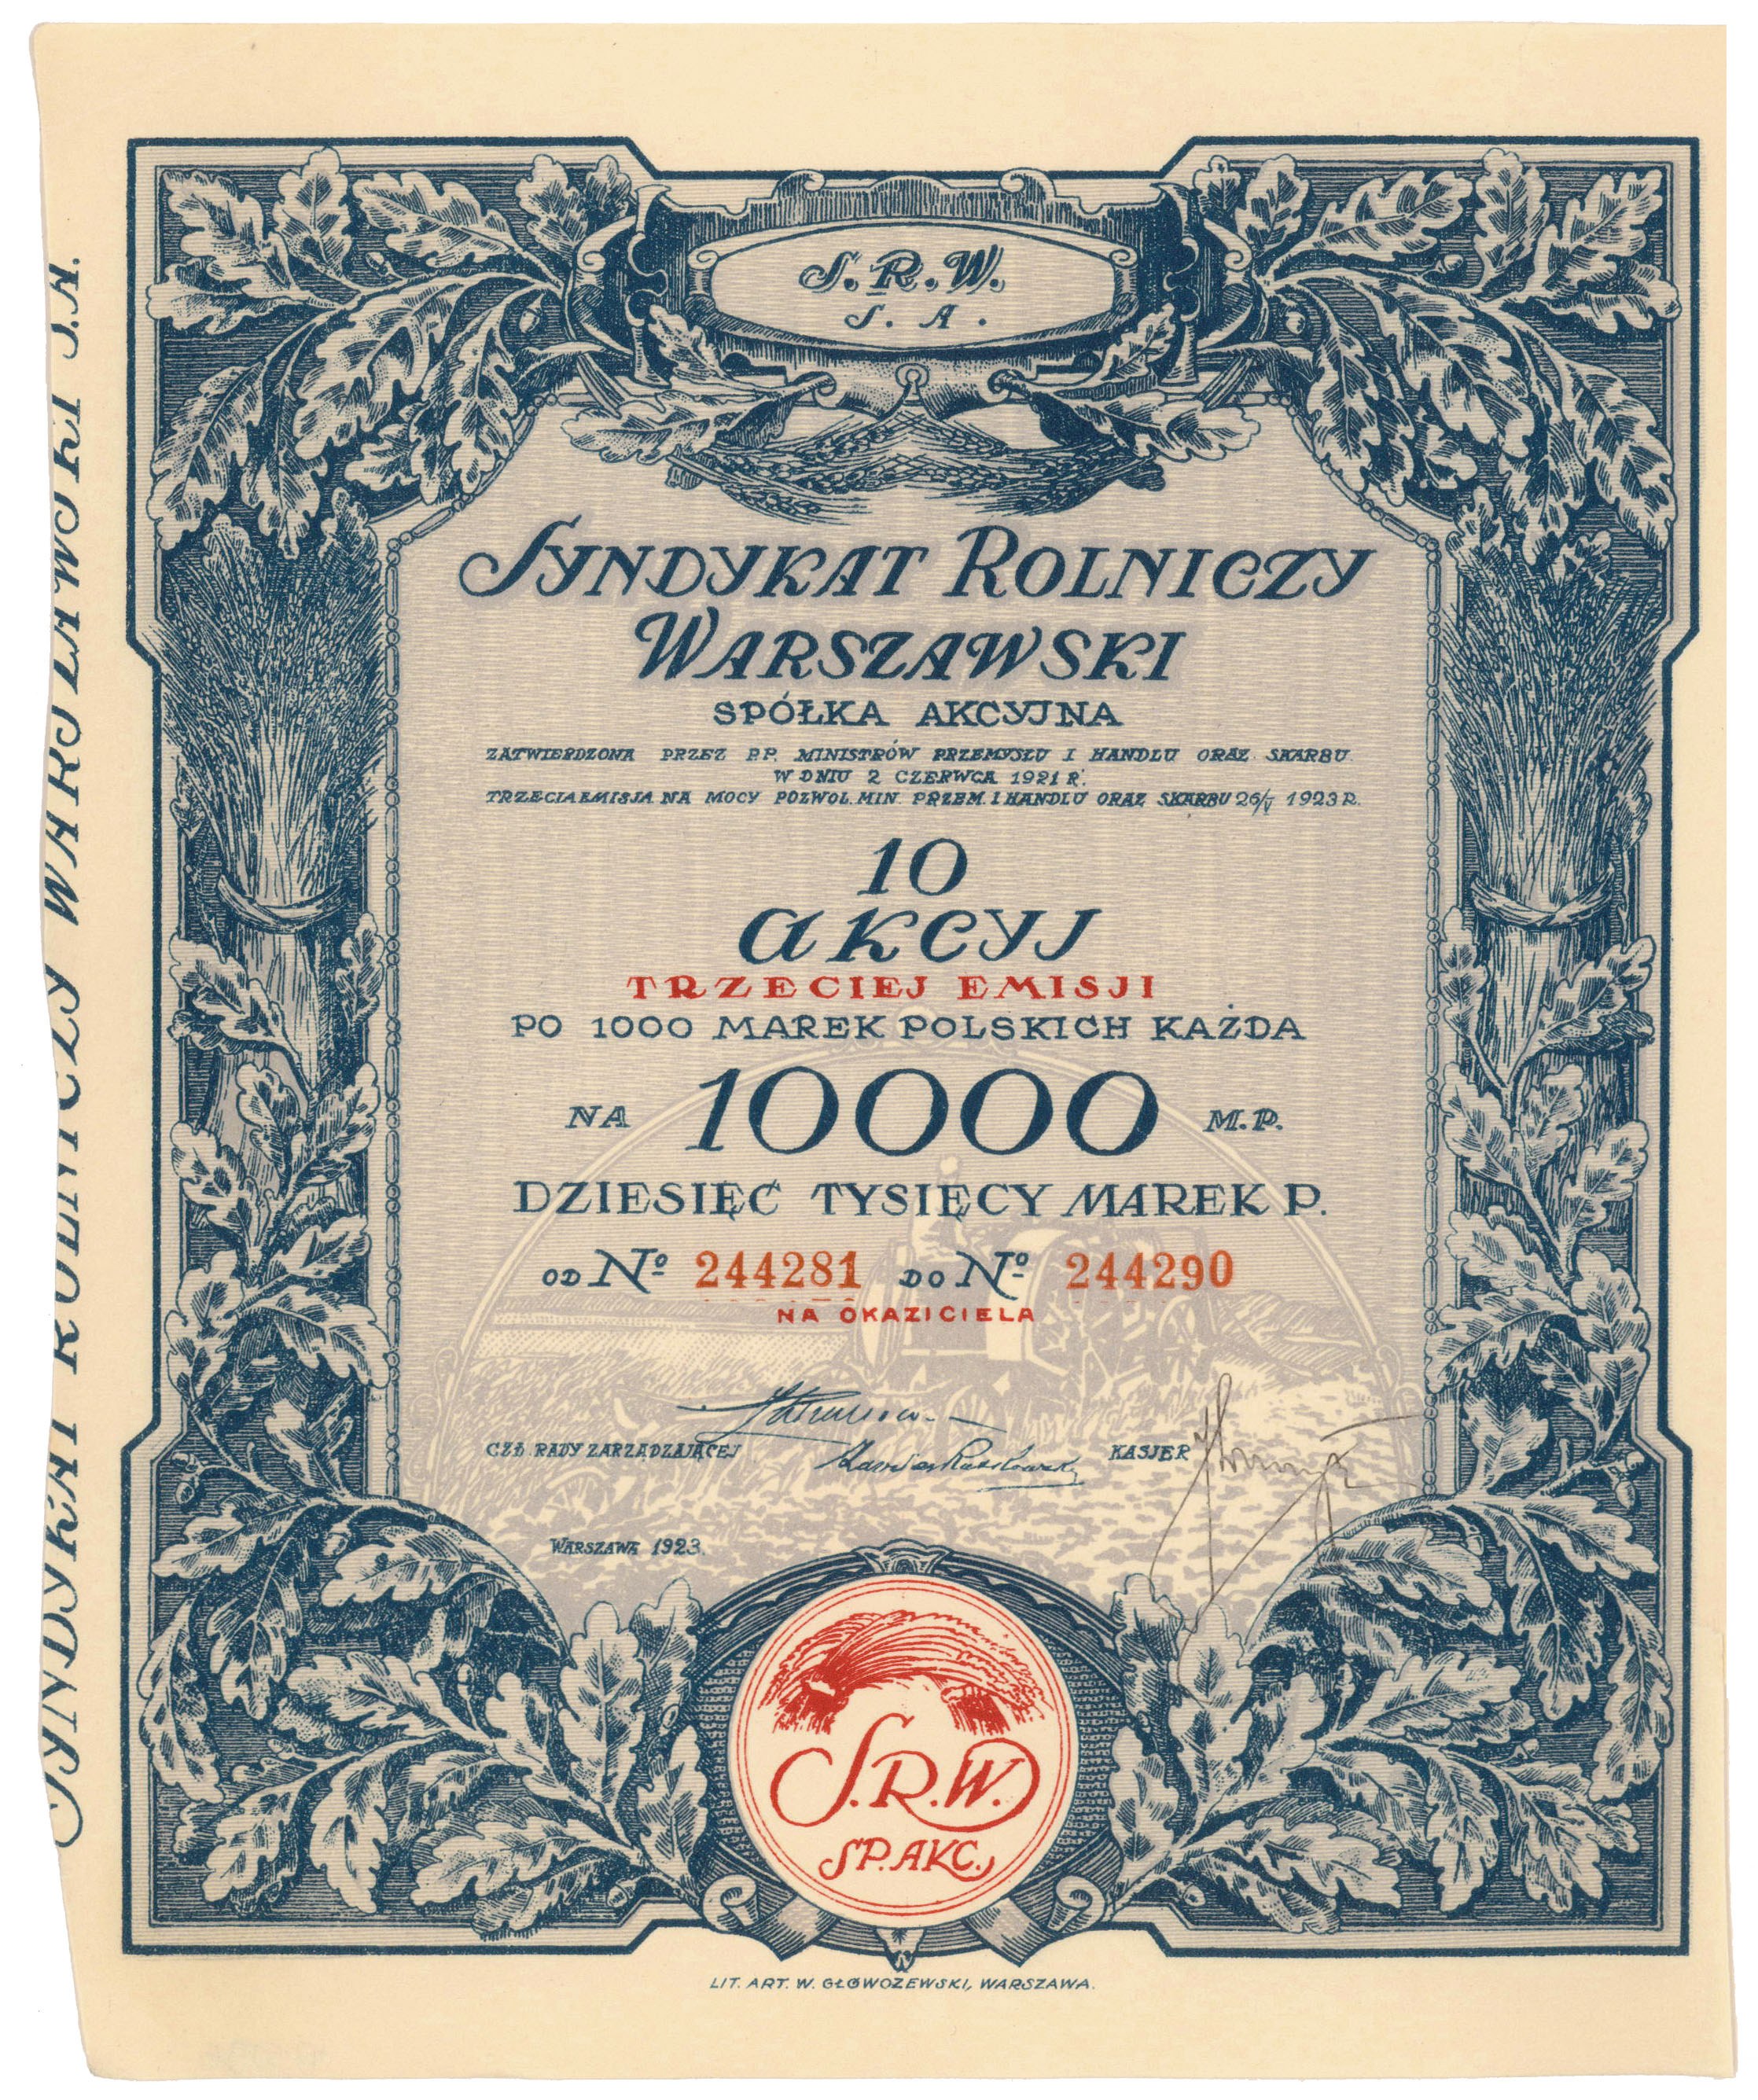 S.R.W.
S. A.
SYNDYKAT ROLNICZY
WARSZAWSKI
SPÓŁKA AKCYJNA
ZATWIERDZONA PRZEZ P.P. MINISTRÓW PRZEMYSŁU I HANDLU ORAZ SKARBU
W DNIU 2 CZERWCA 1921 R.
TRZECIA EMISJA NA MOCY POZWOL. MIN. PRZEM. I HANDLU ORAZ SKARBU 26/V 1923 R.
10
AKCYJ
TRZECIEJ EMISJI
PO 1000 MAREK POLSKICH KAŻDA
NA 10000 M.P.
DZIESIĘĆ TYSIĘCY MAREK P.
OD Nº 244281 DO Nº 244290
NA OKAZICIELA
CZŁ. RADY ZARZĄDZAJĄCEJ
KASJER
WARSZAWA 1923.
S.R.W.
SP. AKC.
LIT. ART. W. GŁÓWCZEWSKI, WARSZAWA.
SYNDYKAT ROLNICZY WARSZAWSKI S.A.